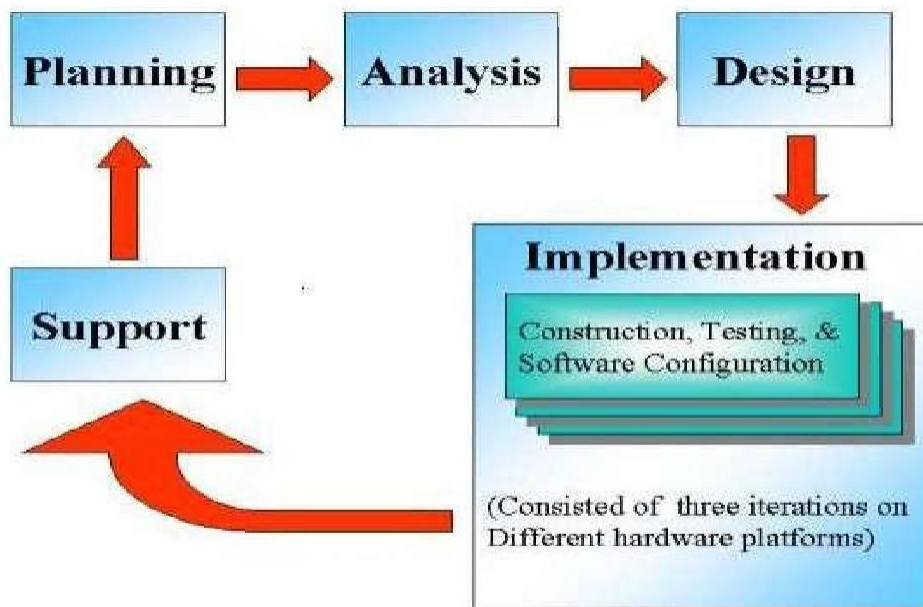 Planning
Analysis
Design
Implementation
Construction, Testing, &
Software Configuration
Support
(Consisted of three iterations on
Different hardware platforms)